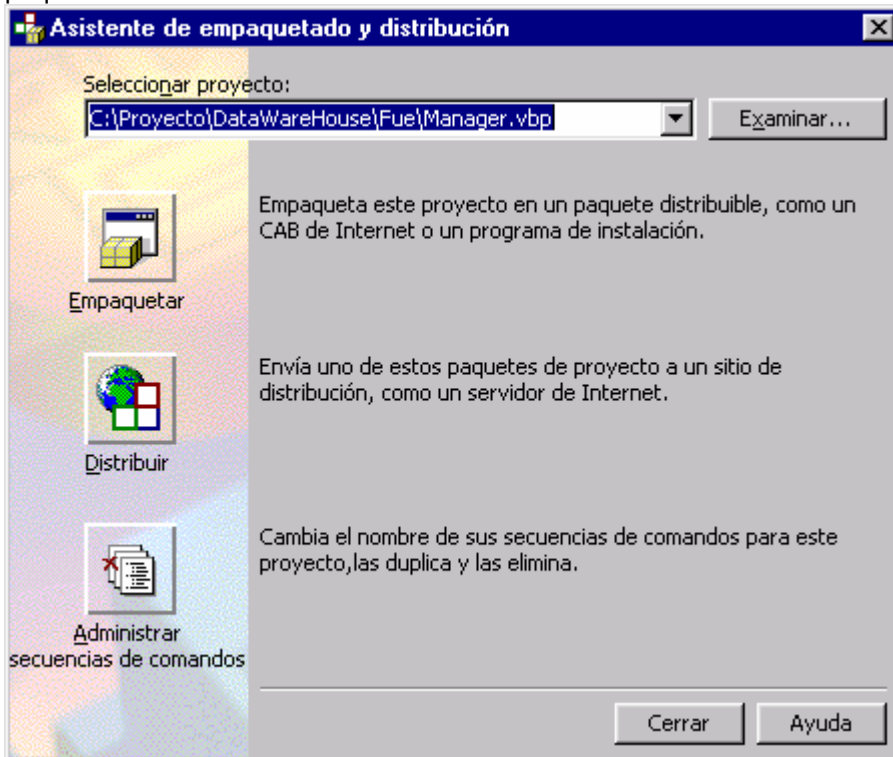 Asistente de empaquetado y distribución
Seleccionar proyecto:
C:\Proyecto\DataWareHouse\Fue\Manager.vbp
Examinar...
Empaqueta este proyecto en un paquete distribuible, como un
CAB de Internet o un programa de instalación.
Empaquetar
Envía uno de estos paquetes de proyecto a un sitio de
distribución, como un servidor de Internet.
Distribuir
Cambia el nombre de sus secuencias de comandos para este
proyecto,las duplica y las elimina.
Administrar
secuencias de comandos
Cerrar
Ayuda